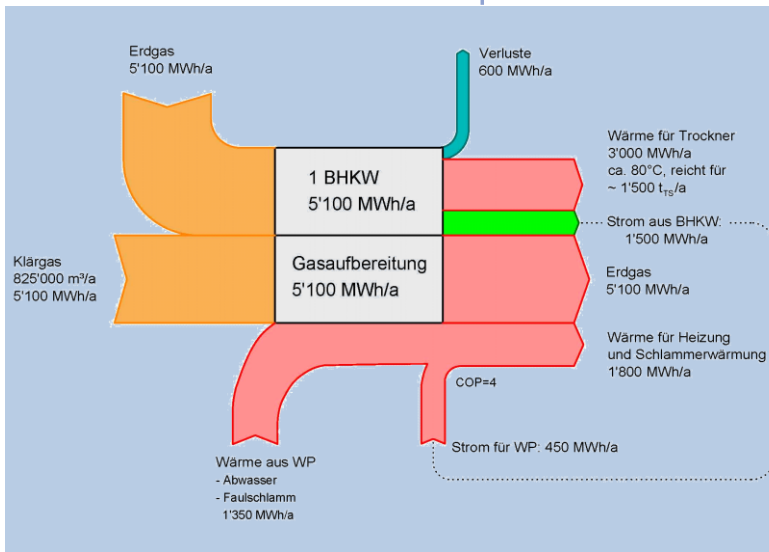 Erdgas
5'100 MWh/a
Verluste
600 MWh/a
1 BHKW
5'100 MWh/a
Wärme für Trockner
3'000 MWh/a
ca. 80°C, reicht für
~ 1'500 tTS/a
Strom aus BHKW:
1'500 MWh/a
Klärgas
825'000 m³/a
5'100 MWh/a
Gasaufbereitung
5'100 MWh/a
Erdgas
5'100 MWh/a
Wärme für Heizung
und Schlammerwärmung
1'800 MWh/a
COP=4
Strom für WP: 450 MWh/a
Wärme aus WP
- Abwasser
- Faulschlamm
1'350 MWh/a